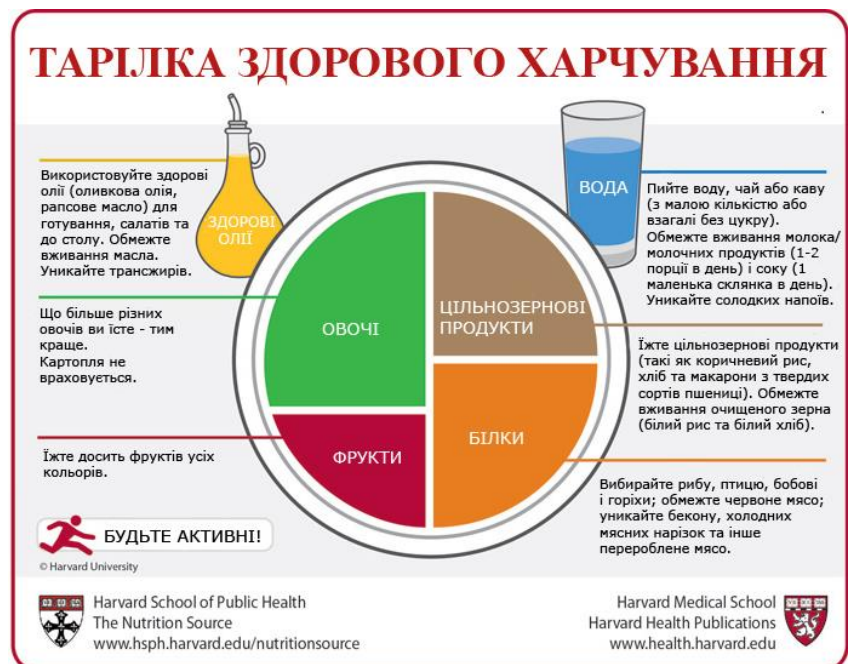 ТАРІЛКА ЗДОРОВОГО ХАРЧУВАННЯ
Використовуйте здорові
олії (оливкова олія,
рапсове масло) для
готування, салатів та
до столу. Обмежте
вживання масла.
Уникайте трансжирів.
ЗДОРОВІ
ОЛІЇ
ВОДА
Пийте воду, чай або каву
(з малою кількістю або
взагалі без цукру).
Обмежте вживання молока/
молочних продуктів (1-2
порції в день) і соку (1
маленька склянка в день).
Уникайте солодких напоїв.
Що більше різних
овочів ви їсте - тим
краще.
Картопля не
враховується.
ОВОЧІ
ЦІЛЬНОЗЕРНОВІ
ПРОДУКТИ
Їжте цільнозернові продукти
(такі як коричневий рис,
хліб та макарони з твердих
сортів пшениці). Обмежте
вживання очищеного зерна
(білий рис та білий хліб).
Їжте досить фруктів усіх
кольорів.
ФРУКТИ
БІЛКИ
Вибирайте рибу, птицю, бобові
і горіхи; обмежте червоне мясо;
уникайте бекону, холодних
мясних нарізок та інше
перероблене мясо.
БУДЬТЕ АКТИВНІ!
© Harvard University
Harvard School of Public Health
The Nutrition Source
www.hsph.harvard.edu/nutritionsource
Harvard Medical School
Harvard Health Publications
www.health.harvard.edu